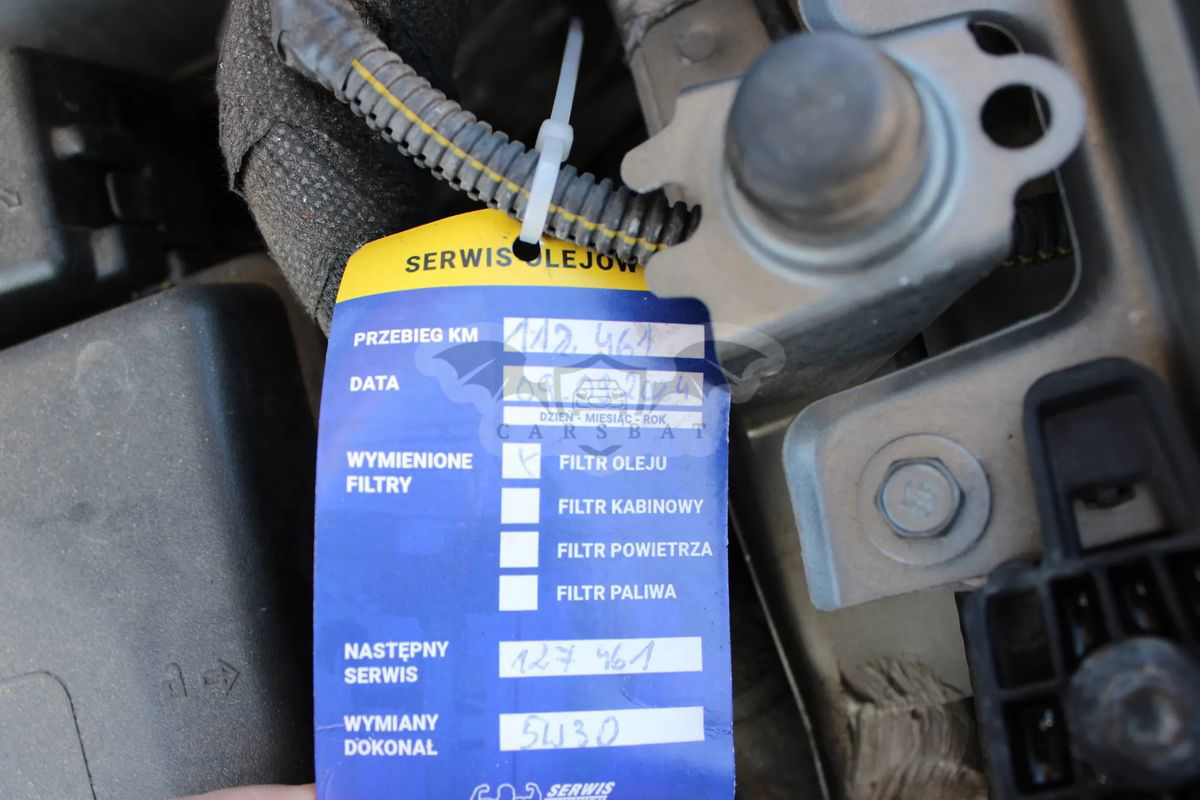 SERWIS OLEJÓW
PRZEBIEG KM 112 461
DATA
DZIEŃ - MIESIĄC - ROK
CARSBAT
WYMIENIONE FILTRY
X FILTR OLEJU
FILTR KABINOWY
FILTR POWIETRZA
FILTR PALIWA
NASTĘPNY SERWIS 127 461
WYMIANY DOKONAŁ 5W30
SERWIS